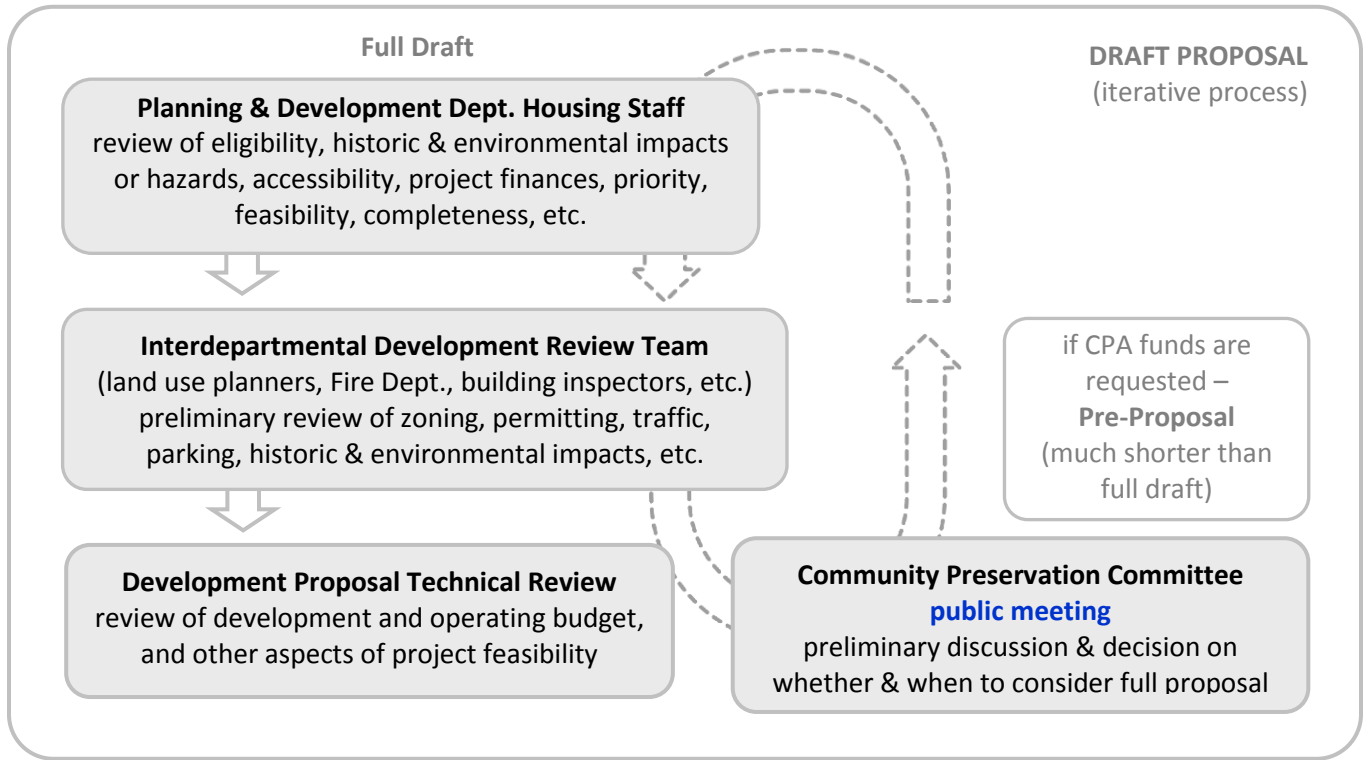 Full Draft
DRAFT PROPOSAL
(iterative process)
Planning & Development Dept. Housing Staff
review of eligibility, historic & environmental impacts
or hazards, accessibility, project finances, priority,
feasibility, completeness, etc.
Interdepartmental Development Review Team
(land use planners, Fire Dept., building inspectors, etc.)
preliminary review of zoning, permitting, traffic,
parking, historic & environmental impacts, etc.
if CPA funds are
requested –
Pre-Proposal
(much shorter than
full draft)
Development Proposal Technical Review
review of development and operating budget,
and other aspects of project feasibility
Community Preservation Committee
public meeting
preliminary discussion & decision on
whether & when to consider full proposal